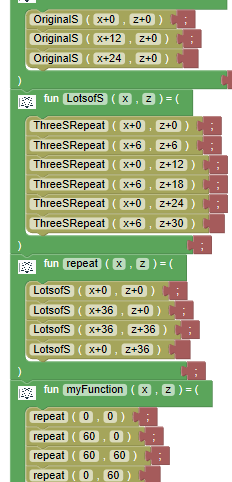 OriginalS ( x+0 , z+0 ) ;
OriginalS ( x+12 , z+0 ) ;
OriginalS ( x+24 , z+0 ) ;
) ;
fun LotsofS ( x , z ) = (
ThreeSRepeat ( x+0 , z+0 ) ;
ThreeSRepeat ( x+6 , z+6 ) ;
ThreeSRepeat ( x+0 , z+12 ) ;
ThreeSRepeat ( x+6 , z+18 ) ;
ThreeSRepeat ( x+0 , z+24 ) ;
ThreeSRepeat ( x+6 , z+30 ) ;
) ;
fun repeat ( x , z ) = (
LotsofS ( x+0 , z+0 ) ;
LotsofS ( x+36 , z+0 ) ;
LotsofS ( x+36 , z+36 ) ;
LotsofS ( x+0 , z+36 ) ;
) ;
fun myFunction ( x , z ) = (
repeat ( 0 , 0 ) ;
repeat ( 60 , 0 ) ;
repeat ( 60 , 60 ) ;
repeat ( 0 , 60 ) ;